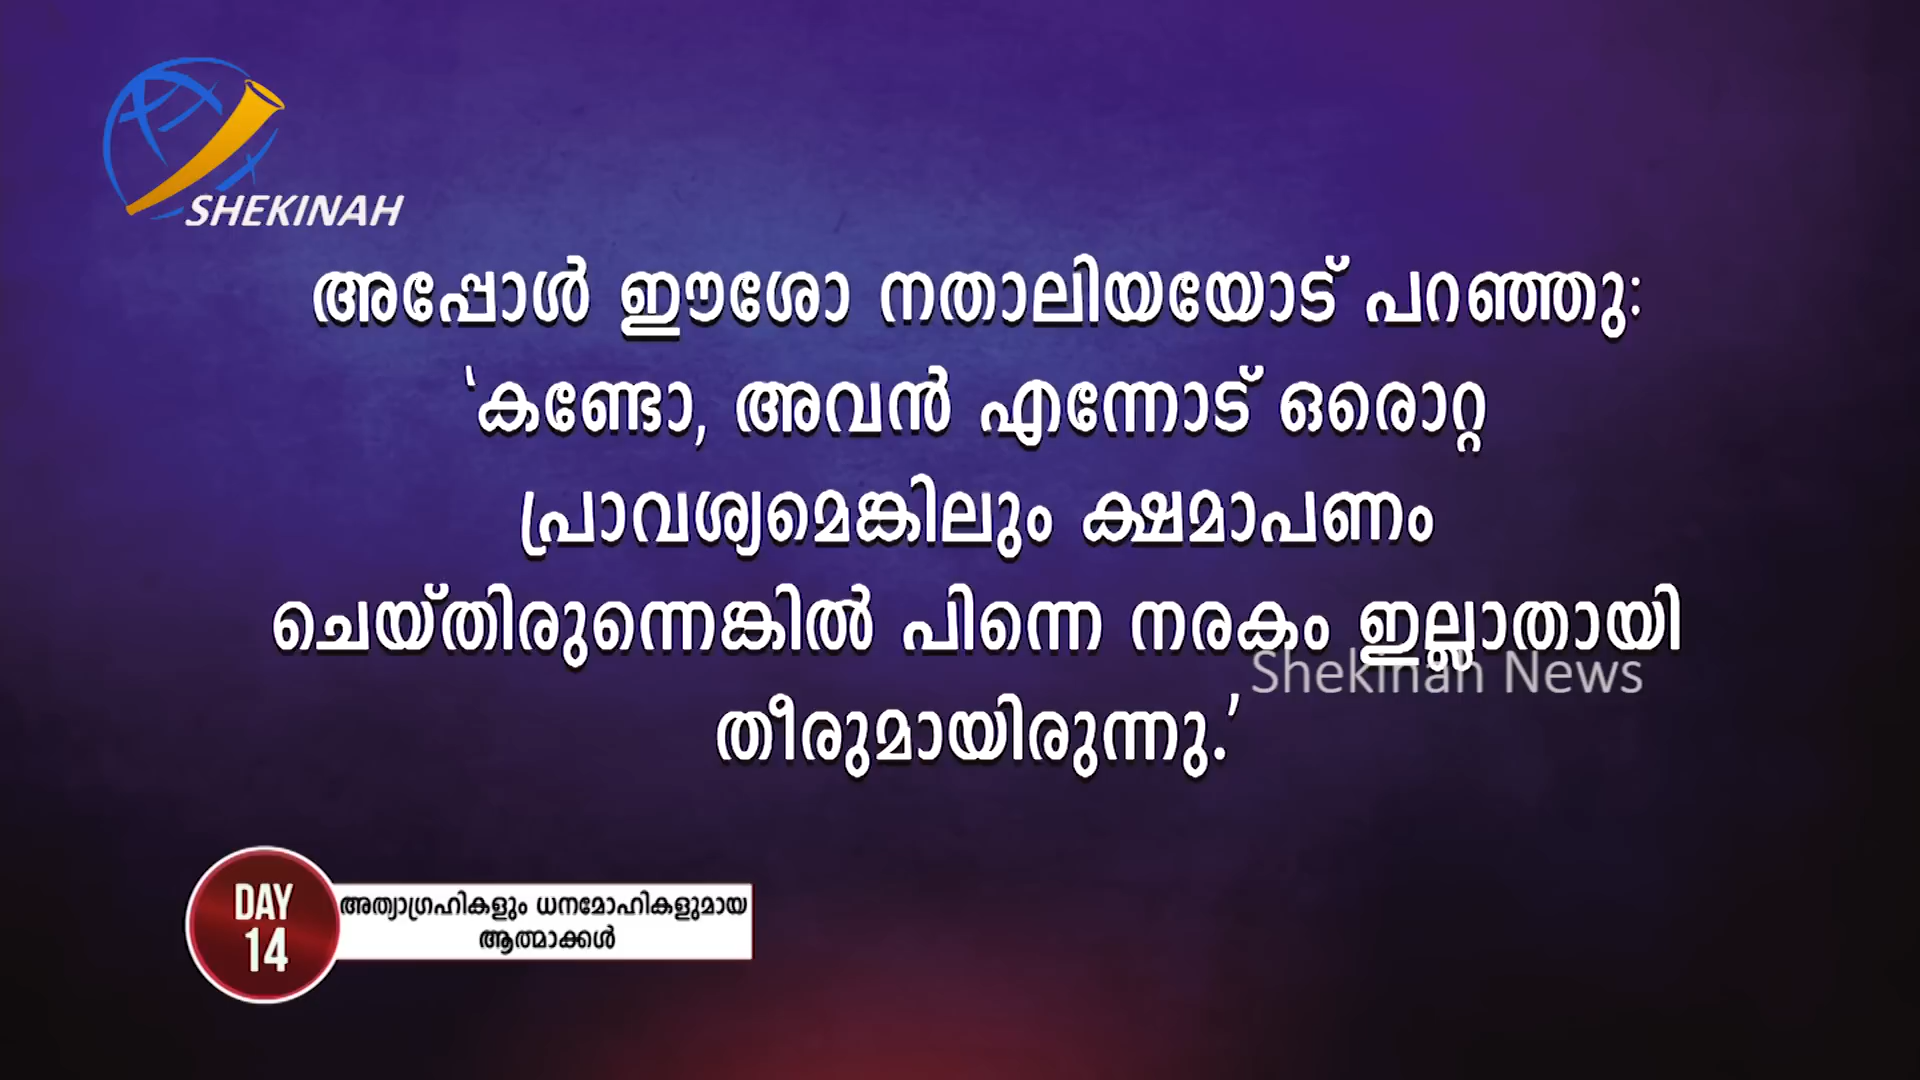 SHEKINAH
അപ്പോൾ ഈശോ നതാലിയയോട് പറഞ്ഞു:
‘കണ്ടോ, അവൻ എന്നോട് ഒരൊറ്റ
പ്രാവശ്യമെങ്കിലും ക്ഷമാപണം
ചെയ്തിരുന്നെങ്കിൽ പിന്നെ നരകം ഇല്ലാതായി
Shekinah News
തീരുമായിരുന്നു.’
DAY
14
അത്യാഗ്രഹികളും ധനമോഹികളുമായ
ആത്മാക്കൾ